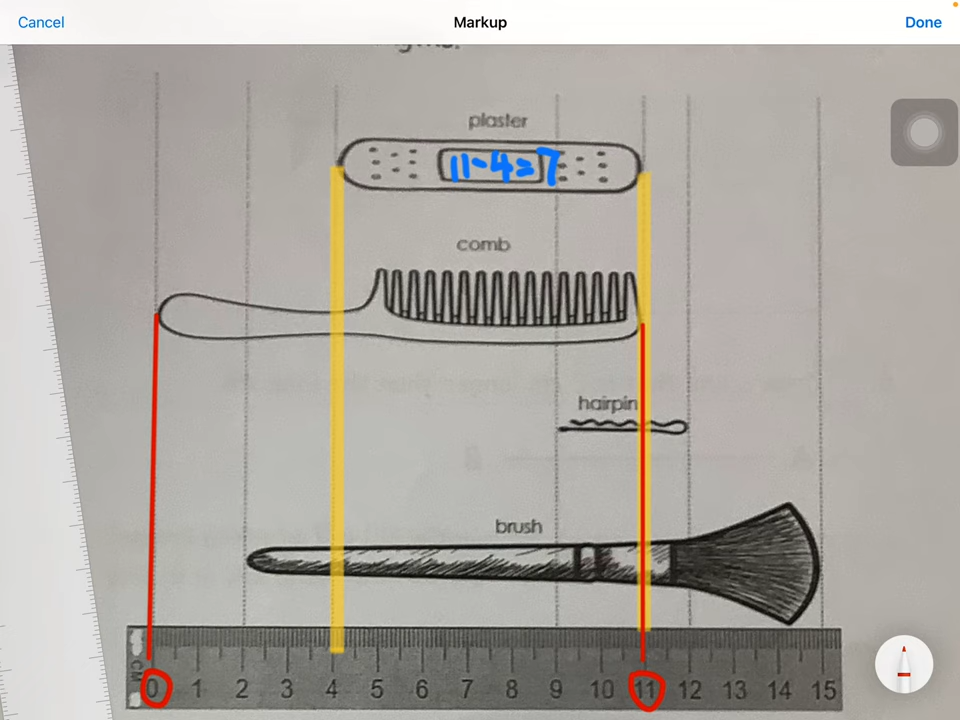 Cancel Markup Done
plaster
11-4=7
comb
hairpin
brush
CM 0 1 2 3 4 5 6 7 8 9 10 11 12 13 14 15